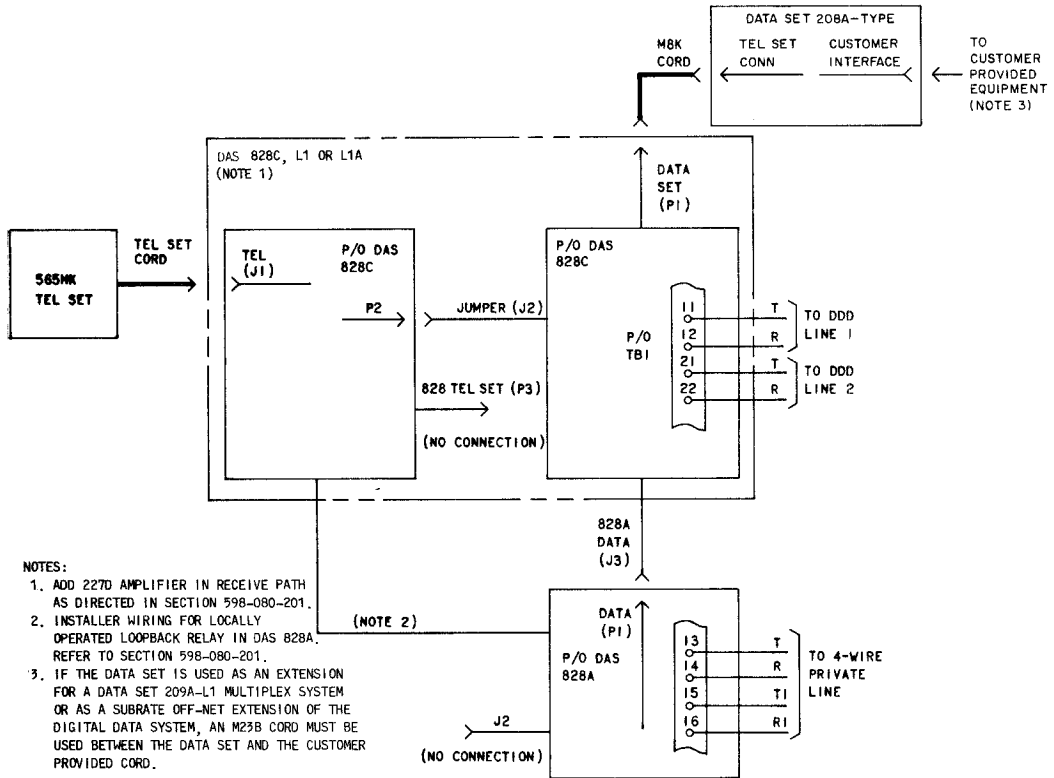 DATA SET 208A-TYPE
TEL SET
CONN
CUSTOMER
INTERFACE
M8K
CORD
TO
CUSTOMER
PROVIDED
EQUIPMENT
(NOTE 3)
DAS 828C, L1 OR L1A
(NOTE 1)
DATA
SET
(P1)
565MK
TEL SET
TEL SET
CORD
TEL
(J1)
P/O DAS
828C
P2
JUMPER (J2)
828 TEL SET (P3)
(NO CONNECTION)
P/O DAS
828C
P/O
TB1
11
12
21
22
T
R
T
R
TO DDD
LINE 1
TO DDD
LINE 2
828A
DATA
(J3)
(NOTE 2)
DATA
(P1)
P/O DAS
828A
J2
(NO CONNECTION)
13
14
15
16
T
R
T1
R1
TO 4-WIRE
PRIVATE
LINE
NOTES:
1. ADD 227D AMPLIFIER IN RECEIVE PATH
AS DIRECTED IN SECTION 598-080-201.
2. INSTALLER WIRING FOR LOCALLY
OPERATED LOOPBACK RELAY IN DAS 828A.
REFER TO SECTION 598-080-201.
3. IF THE DATA SET IS USED AS AN EXTENSION
FOR A DATA SET 209A-L1 MULTIPLEX SYSTEM
OR AS A SUBRATE OFF-NET EXTENSION OF THE
DIGITAL DATA SYSTEM, AN M23B CORD MUST BE
USED BETWEEN THE DATA SET AND THE CUSTOMER
PROVIDED CORD.